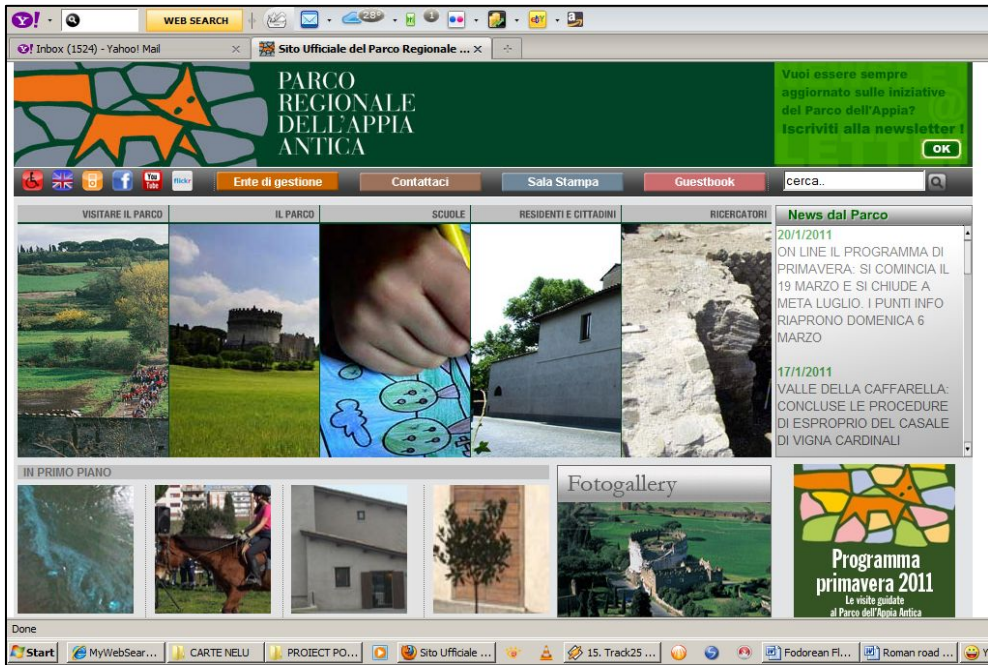 WEB SEARCH
28°
Inbox (1524) - Yahoo! Mail
Sito Ufficiale del Parco Regionale ...
PARCO
REGIONALE
DELL'APPIA
ANTICA
Vuoi essere sempre
aggiornato sulle iniziative
del Parco dell'Appia?
Iscriviti alla newsletter !
OK
You
Tube
flickr
Ente di gestione
Contattaci
Sala Stampa
Guestbook
cerca..
VISITARE IL PARCO
IL PARCO
SCUOLE
RESIDENTI E CITTADINI
RICERCATORI
News dal Parco
20/1/2011
ON LINE IL PROGRAMMA DI
PRIMAVERA: SI COMINCIA IL
19 MARZO E SI CHIUDE A
META LUGLIO. I PUNTI INFO
RIAPRONO DOMENICA 6
MARZO
17/1/2011
VALLE DELLA CAFFARELLA:
CONCLUSE LE PROCEDURE
DI ESPROPRIO DEL CASALE
DI VIGNA CARDINALI
IN PRIMO PIANO
Fotogallery
Programma
primavera 2011
Le visite guidate
al Parco dell'Appia Antica
Done
Start
MyWebSear...
CARTE NELU
PROIECT PO...
Sito Ufficiale ...
15. Track25 ...
Fodorean Fl...
Roman road ...
Y